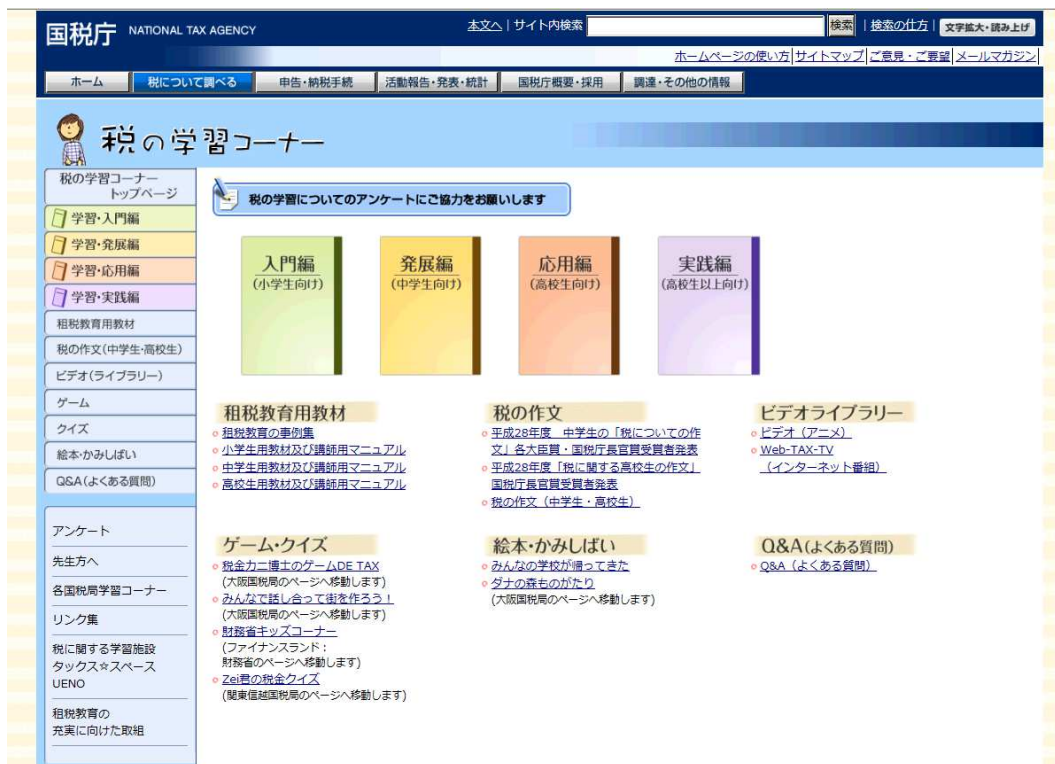 国税庁 NATIONAL TAX AGENCY
本文へ | サイト内検索 検索 | 検索の仕方 | 文字拡大・読み上げ
ホームページの使い方|サイトマップ|ご意見・ご要望|メールマガジン|
ホーム 税について調べる 申告・納税手続 活動報告・発表・統計 国税庁概要・採用 調達・その他の情報
税の学習コーナー
税の学習コーナー
トップページ
学習・入門編
学習・発展編
学習・応用編
学習・実践編
租税教育用教材
税の作文(中学生・高校生)
ビデオ(ライブラリー)
ゲーム
クイズ
絵本・かみしばい
Q&A(よくある質問)
アンケート
先生方へ
各国税局学習コーナー
リンク集
税に関する学習施設
タックス☆スペース
UENO
租税教育の
充実に向けた取組
税の学習についてのアンケートにご協力をお願いします
入門編
(小学生向け)
発展編
(中学生向け)
応用編
(高校生向け)
実践編
(高校生以上向け)
租税教育用教材
租税教育の事例集
小学生用教材及び講師用マニュアル
中学生用教材及び講師用マニュアル
高校生用教材及び講師用マニュアル
税の作文
平成28年度 中学生の「税についての作
文」各大臣賞・国税庁長官賞受賞者発表
平成28年度「税に関する高校生の作文」
国税庁長官賞受賞者発表
税の作文(中学生・高校生)
ビデオライブラリー
ビデオ(アニメ)
Web-TAX-TV
(インターネット番組)
ゲーム・クイズ
税金カニ博士のゲームDE TAX
(大阪国税局のページへ移動します)
みんなで話し合って街を作ろう!
(大阪国税局のページへ移動します)
財務省キッズコーナー
(ファイナンスランド:
財務省のページへ移動します)
Zei君の税金クイズ
(関東信越国税局のページへ移動します)
絵本・かみしばい
みんなの学校が帰ってきた
ダナの森ものがたり
(大阪国税局のページへ移動します)
Q&A(よくある質問)
Q&A(よくある質問)